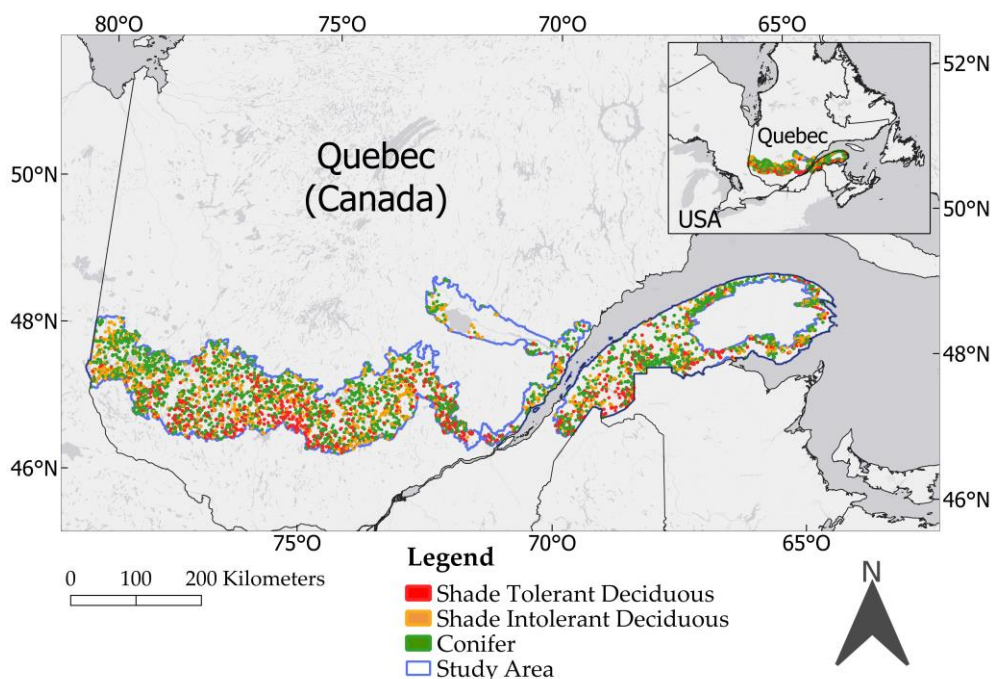 80°O 75°O 70°O 65°O
52°N
Quebec
USA
Quebec
(Canada)
50°N
50°N
48°N
48°N
46°N
46°N
75°O 70°O 65°O
Legend
0 100 200 Kilometers
Shade Tolerant Deciduous
Shade Intolerant Deciduous
Conifer
Study Area
N